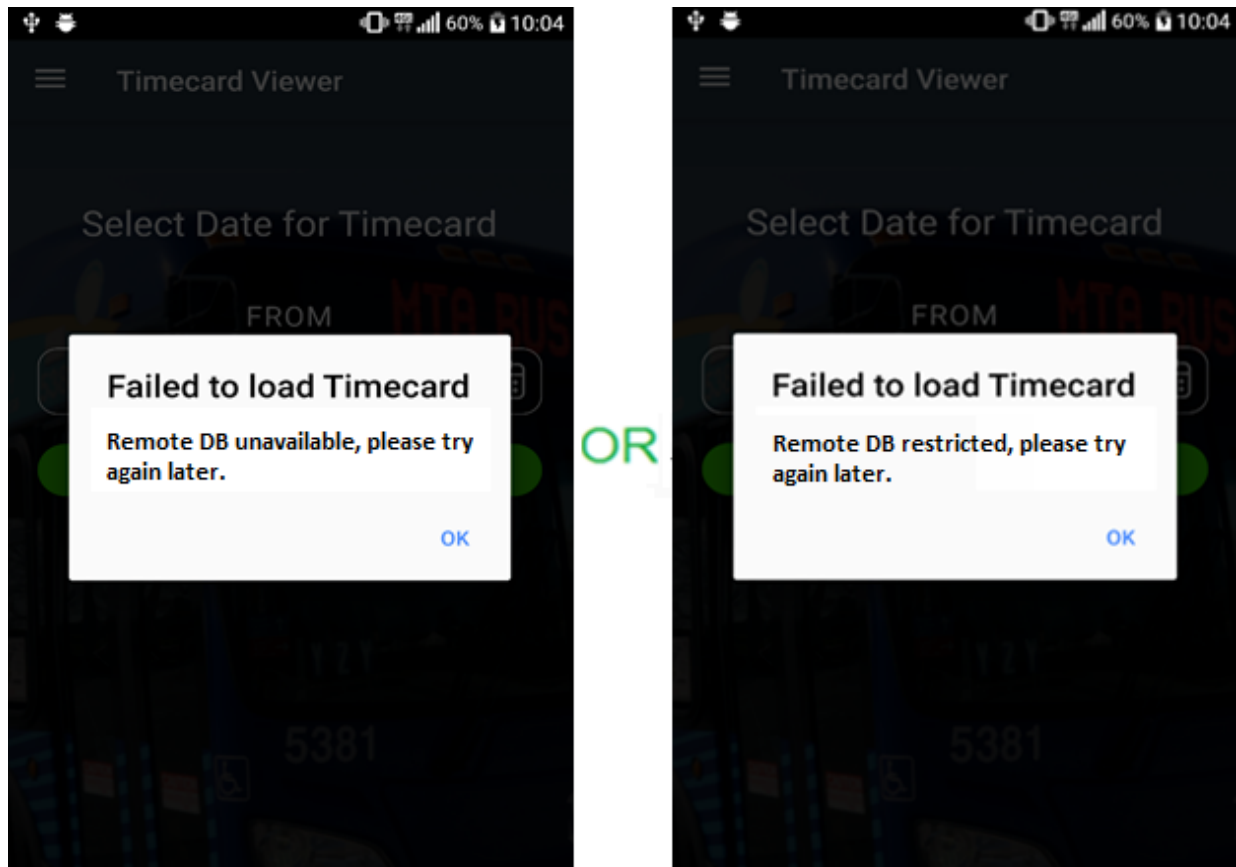 60% 10:04
Timecard Viewer
Select Date for Timecard
FROM
MTA BUS
Failed to load Timecard
Remote DB unavailable, please try
again later.
OK
5381
OR
60% 10:04
Timecard Viewer
Select Date for Timecard
FROM
MTA BUS
Failed to load Timecard
Remote DB restricted, please try
again later.
OK
5381